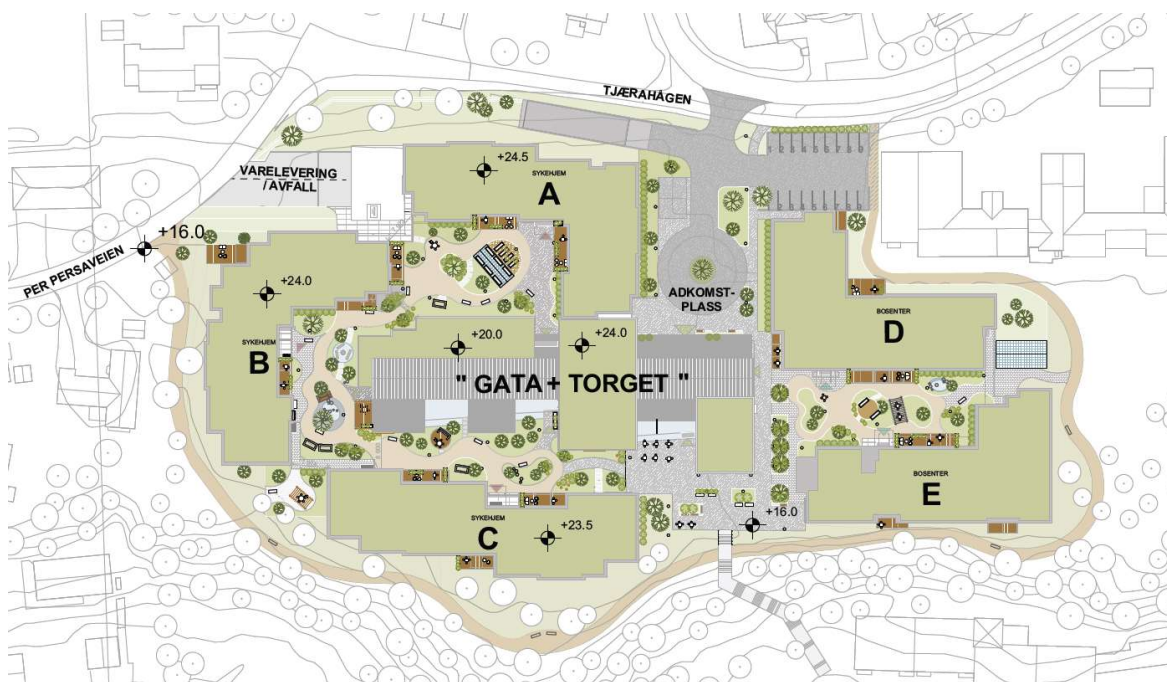 TJÆRAHÅGEN
+24.5
SYKEHJEM
A
VARELEVERING
/AVFALL
+16.0
PER PERSAVEIEN
+24.0
SYKEHJEM
B
ADKOMST-
PLASS
BOSENTER
D
+20.0
+24.0
" GATA + TORGET "
BOSENTER
E
SYKEHJEM
C
+23.5
+16.0